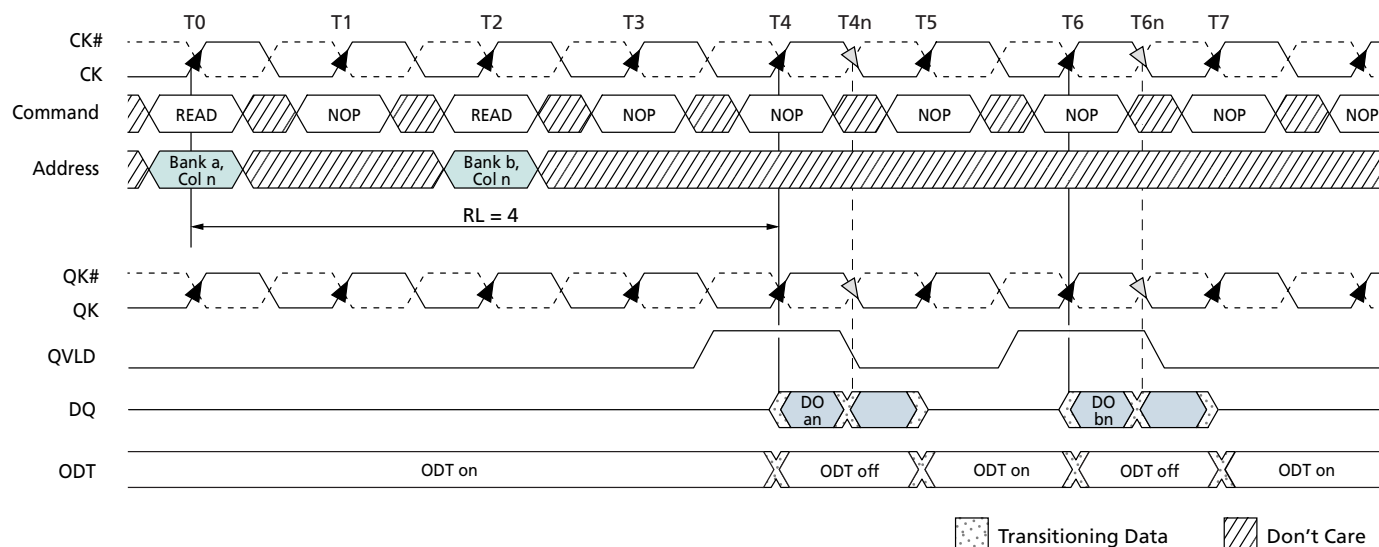 T0 T1 T2 T3 T4 T4n T5 T6 T6n T7
CK#
CK
Command READ NOP READ NOP NOP NOP NOP NOP NOP
Address Bank a, Col n Bank b, Col n
RL = 4
QK#
QK
QVLD
DQ DO an DO bn
ODT ODT on ODT off ODT on ODT off ODT on
Transitioning Data Don't Care